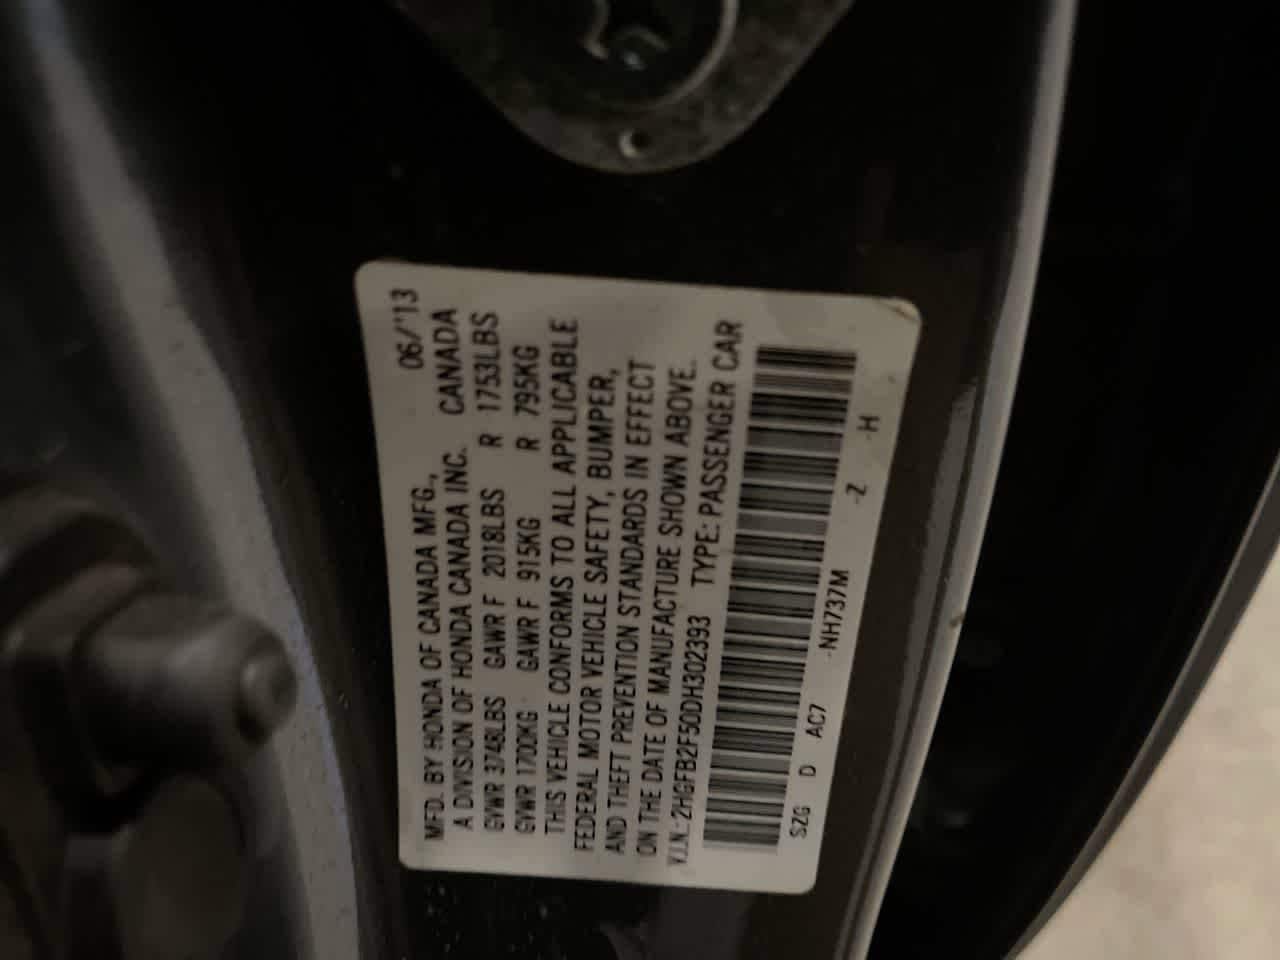 MFD. BY HONDA OF CANADA MFG., 06/'13
A DIVISION OF HONDA CANADA INC. CANADA
GVWR 3748LBS GAWR F 2018LBS R 1753LBS
GVWR 1700KG GAWR F 915KG R 795KG
THIS VEHICLE CONFORMS TO ALL APPLICABLE
FEDERAL MOTOR VEHICLE SAFETY, BUMPER,
AND THEFT PREVENTION STANDARDS IN EFFECT
ON THE DATE OF MANUFACTURE SHOWN ABOVE.
V.I.N.:2HGFB2F50DH302393 TYPE:PASSENGER CAR
SZG D AC7 -NH737M -Z -H